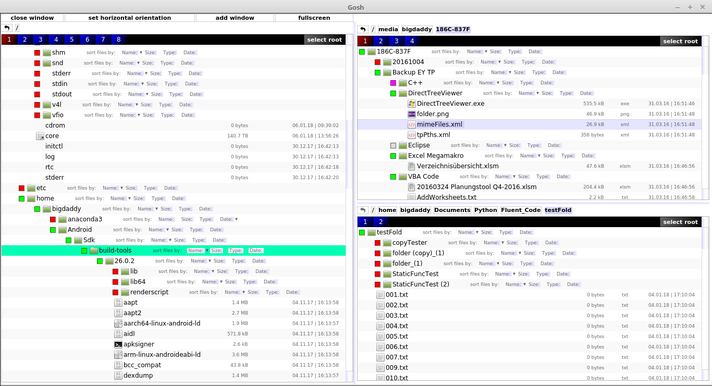 Gosh
close window set horizontal orientation add window fullscreen
/
1 2 3 4 5 6 7 8 select root
shm sort files by: Name: Size: Type: Date:
snd sort files by: Name: Size: Type: Date:
stderr sort files by: Name: Size: Type: Date:
stdin sort files by: Name: Size: Type: Date:
stdout sort files by: Name: Size: Type: Date:
v4l sort files by: Name: Size: Type: Date:
vfio sort files by: Name: Size: Type: Date:
cdrom 0 bytes 06.01.18 | 09:39:02
core 140.7 TB 06.01.18 | 13:56:26
initctl 0 bytes 30.12.17 | 16:42:13
log 0 bytes 30.12.17 | 16:42:11
rtc 0 bytes 30.12.17 | 16:42:18
stderr 0 bytes 30.12.17 | 16:42:11
etc sort files by: Name: Size: Type: Date:
home sort files by: Name: Size: Type: Date:
bigdaddy sort files by: Name: Size: Type: Date:
anaconda3 sort files by: Name: Size: Type: Date:
Android sort files by: Name: Size: Type: Date:
Sdk sort files by: Name: Size: Type: Date:
build-tools sort files by: Name: Size: Type: Date:
26.0.2 sort files by: Name: Size: Type: Date:
lib sort files by: Name: Size: Type: Date:
lib64 sort files by: Name: Size: Type: Date:
renderscript sort files by: Name: Size: Type: Date:
aapt 1.4 MB 04.11.17 | 16:13:58
aapt2 2.7 MB 04.11.17 | 16:13:58
aarch64-linux-android-ld 1.9 MB 04.11.17 | 16:13:57
aidl 571.8 kB 04.11.17 | 16:13:58
apksigner 2.6 kB 04.11.17 | 16:13:58
arm-linux-androideabi-ld 3.6 MB 04.11.17 | 16:13:58
bcc_compat 43.8 kB 04.11.17 | 16:13:58
dexdump 1.4 MB 04.11.17 | 16:13:57
/ media bigdaddy 186C-837F
1 2 3 4 select root
186C-837F sort files by: Name: Size: Type: Date:
20161004 sort files by: Name: Size: Type: Date:
Backup EY TP sort files by: Name: Size: Type: Date:
C++ sort files by: Name: Size: Type: Date:
DirectTreeViewer sort files by: Name: Size: Type: Date:
DirectTreeViewer.exe 535.5 kB exe 31.03.16 | 16:51:46
folder.png 46.9 kB png 31.03.16 | 16:51:48
mimeFiles.xml 26.9 kB xml 31.03.16 | 16:51:48
tpPths.xml 356 bytes xml 31.03.16 | 16:51:48
Eclipse sort files by: Name: Size: Type: Date:
Excel Megamakro sort files by: Name: Size: Type: Date:
Verzeichnisübersicht.xlsm 47.6 kB xlsm 31.03.16 | 16:46:56
VBA Code sort files by: Name: Size: Type: Date:
20160324 Planungstool Q4-2016.xlsm 204.4 kB xlsm 31.03.16 | 16:46:56
AddWorksheets.txt 2.2 kB txt
/ home bigdaddy Documents Python Fluent_Code testFold
1 2 select root
testFold sort files by: Name: Size: Type: Date:
copyTester sort files by: Name: Size: Type: Date:
folder (copy)_(1) sort files by: Name: Size: Type: Date:
folder_(1) sort files by: Name: Size: Type: Date:
StaticFuncTest sort files by: Name: Size: Type: Date:
StaticFuncTest (2) sort files by: Name: Size: Type: Date:
001.txt 0 bytes txt 04.01.18 | 17:10:04
002.txt 0 bytes txt 04.01.18 | 17:10:04
003.txt 0 bytes txt 04.01.18 | 17:10:04
004.txt 0 bytes txt 04.01.18 | 17:10:04
005.txt 0 bytes txt 04.01.18 | 17:10:04
006.txt 0 bytes txt 04.01.18 | 17:10:04
007.txt 0 bytes txt 04.01.18 | 17:10:04
009.txt 0 bytes txt 04.01.18 | 17:10:04
010.txt 0 bytes txt 04.01.18 | 17:10:04